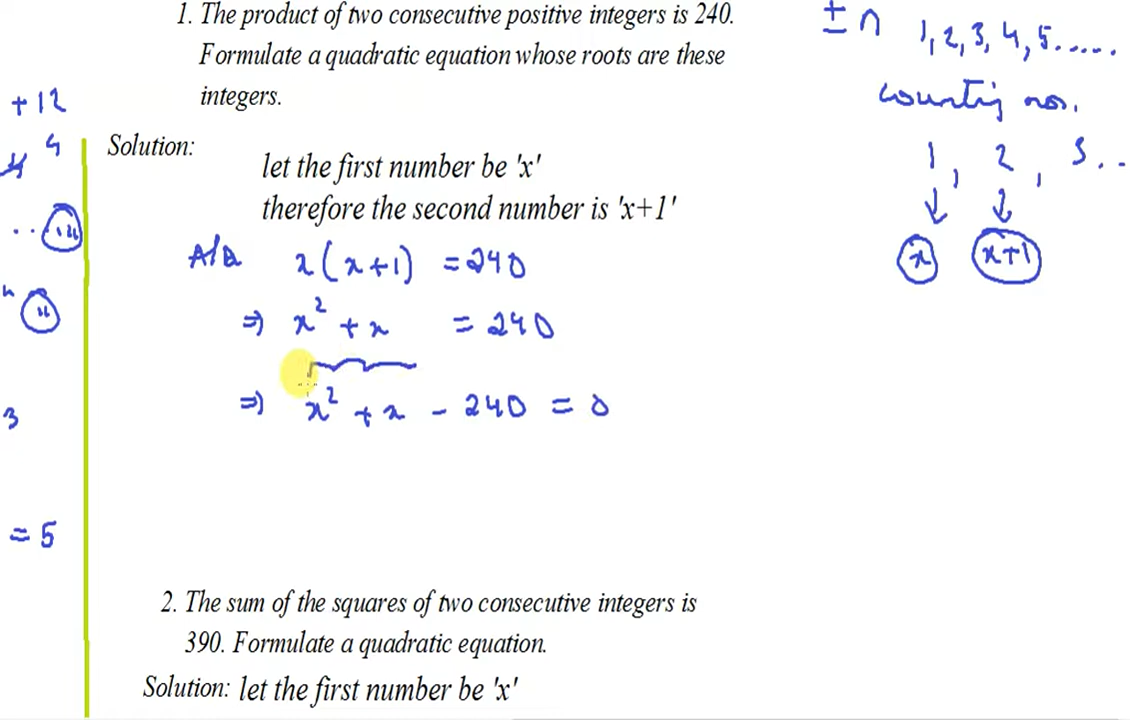 1. The product of two consecutive positive integers is 240.
Formulate a quadratic equation whose roots are these
integers.
± n 1, 2, 3, 4, 5.....
counting nos.
1, 2, 3..
x x+1
+12
4
Solution:
let the first number be 'x'
therefore the second number is 'x+1'
A/Q x(x+1) = 240
⇒ x² + x = 240
⇒ x² + x - 240 = 0
3
= 5
2. The sum of the squares of two consecutive integers is
390. Formulate a quadratic equation.
Solution: let the first number be 'x'